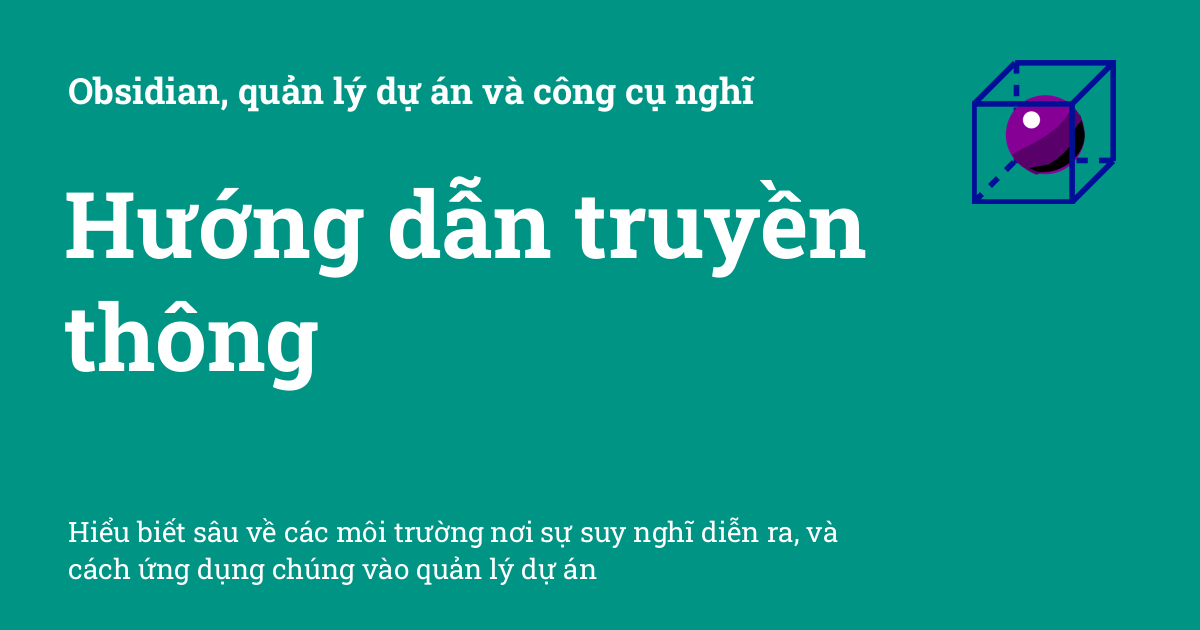 Obsidian, quản lý dự án và công cụ nghĩ
Hướng dẫn truyền
thông
Hiểu biết sâu về các môi trường nơi sự suy nghĩ diễn ra, và
cách ứng dụng chúng vào quản lý dự án